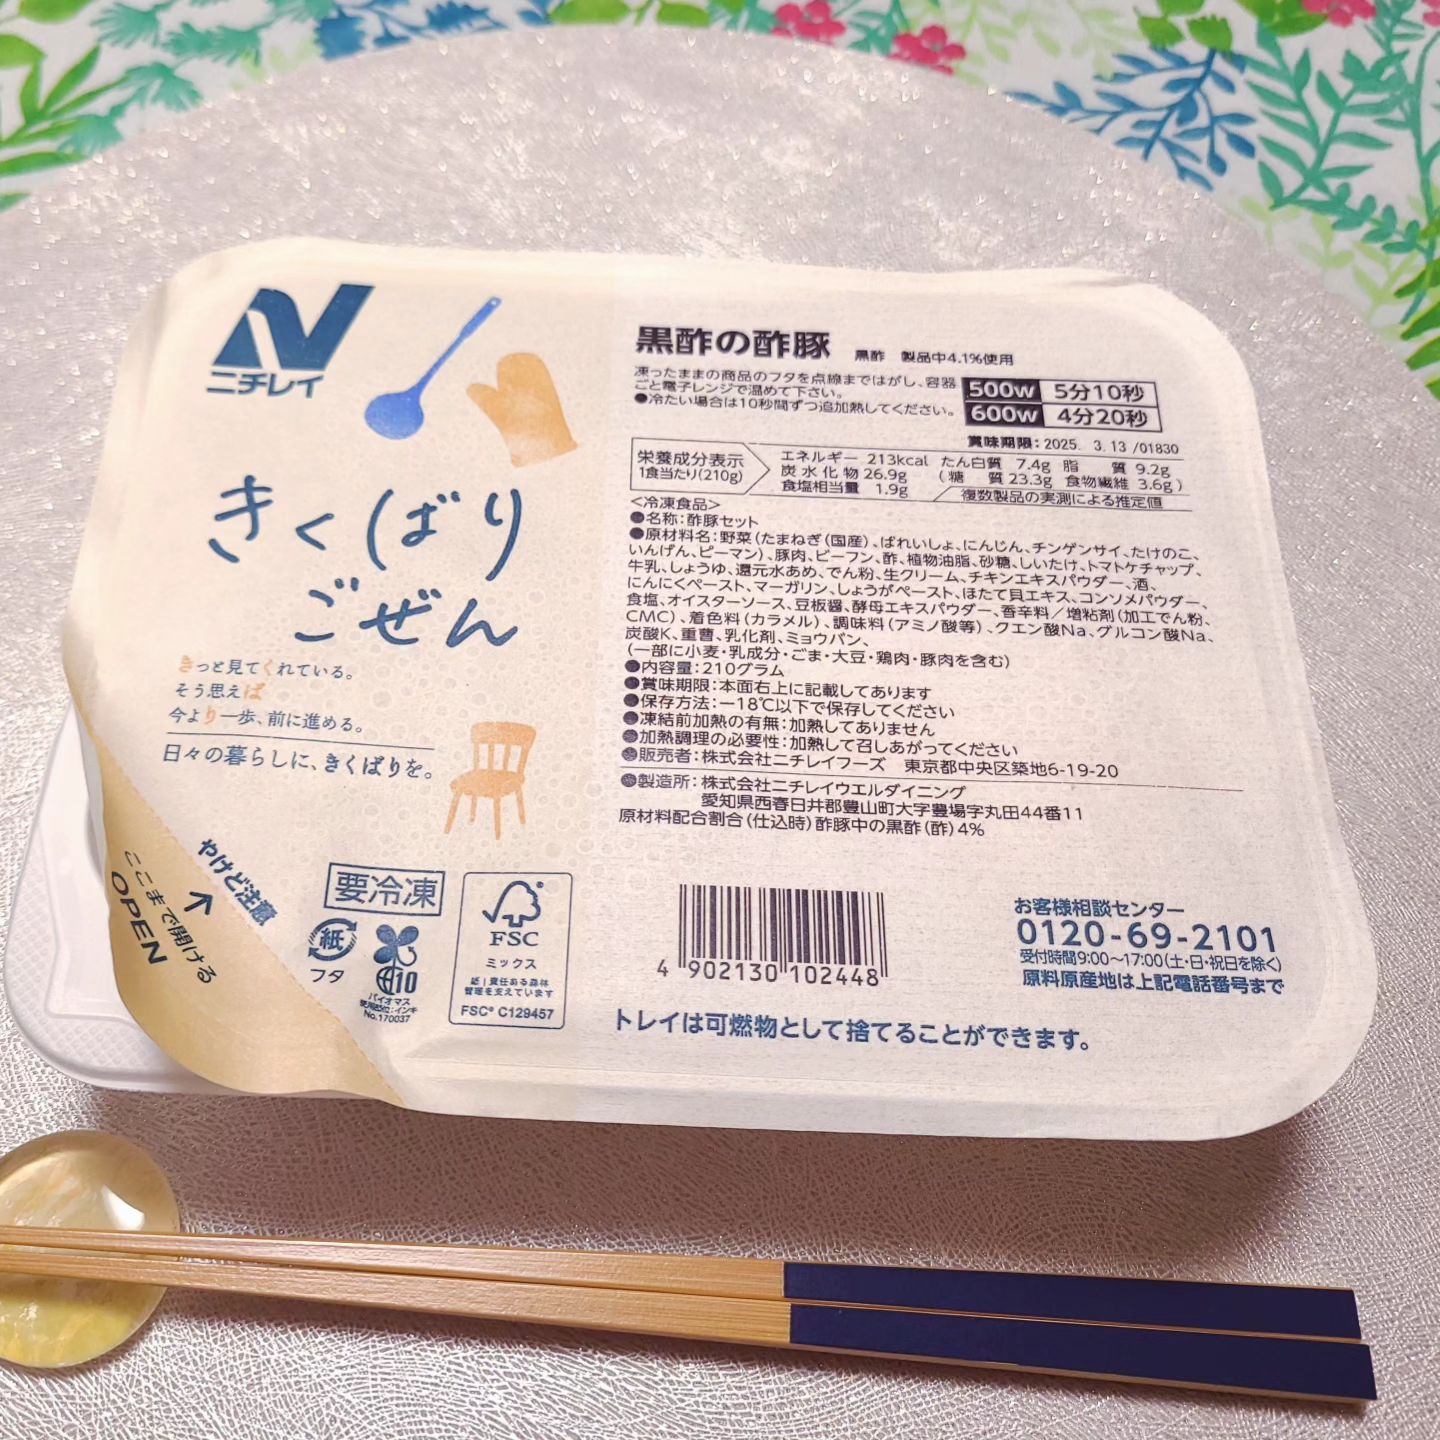 ニチレイ
きくばり
ごぜん
きっと見てくれている。
そう思えば
今より一歩、前に進める。
日々の暮らしに、きくばりを。
やけど注意
ここまで開ける
OPEN
要冷凍
紙
フタ
10
バイオマス
No.170037
FSC
ミックス
責任ある森林
管理を支えています
FSC® C129457
黒酢の酢豚 黒酢 製品中4.1%使用
凍ったままの商品のフタを点線まではがし、容器
ごと電子レンジで温めて下さい。
●冷たい場合は10秒間ずつ追加熱してください。
500w 5分10秒
600w 4分20秒
賞味期限：2025. 3.13 /01830
栄養成分表示
1食当たり(210g)
エネルギー 213kcal たん白質 7.4g 脂質 9.2g
炭水化物 26.9g (糖質 23.3g 食物繊維 3.6g)
食塩相当量 1.9g 複数製品の実測による推定値
<冷凍食品>
●名称：酢豚セット
●原材料名：野菜(たまねぎ(国産)、ばれいしょ、にんじん、チンゲンサイ、たけのこ、
いんげん、ピーマン)、豚肉、ビーフン、酢、植物油脂、砂糖、しいたけ、トマトケチャップ、
牛乳、しょうゆ、還元水あめ、でん粉、生クリーム、チキンエキスパウダー、酒、
にんにくペースト、マーガリン、しょうがペースト、ほたて貝エキス、コンソメパウダー、
食塩、オイスターソース、豆板醤、酵母エキスパウダー、香辛料／増粘剤(加工でん粉、
CMC)、着色料(カラメル)、調味料(アミノ酸等)、クエン酸Na、グルコン酸Na、
炭酸K、重曹、乳化剤、ミョウバン、
(一部に小麦・乳成分・ごま・大豆・鶏肉・豚肉を含む)
●内容量：210グラム
●賞味期限：本面右上に記載してあります
●保存方法：－18℃以下で保存してください
●凍結前加熱の有無：加熱してありません
●加熱調理の必要性：加熱して召しあがってください
●販売者：株式会社ニチレイフーズ 東京都中央区築地6-19-20
●製造所：株式会社ニチレイウエルダイニング
愛知県西春日井郡豊山町大字豊場字丸田44番11
原材料配合割合(仕込時)酢豚中の黒酢(酢)4%
4 902130 102448
お客様相談センター
0120-69-2101
受付時間9:00～17:00(土・日・祝日を除く)
原料原産地は上記電話番号まで
トレイは可燃物として捨てることができます。